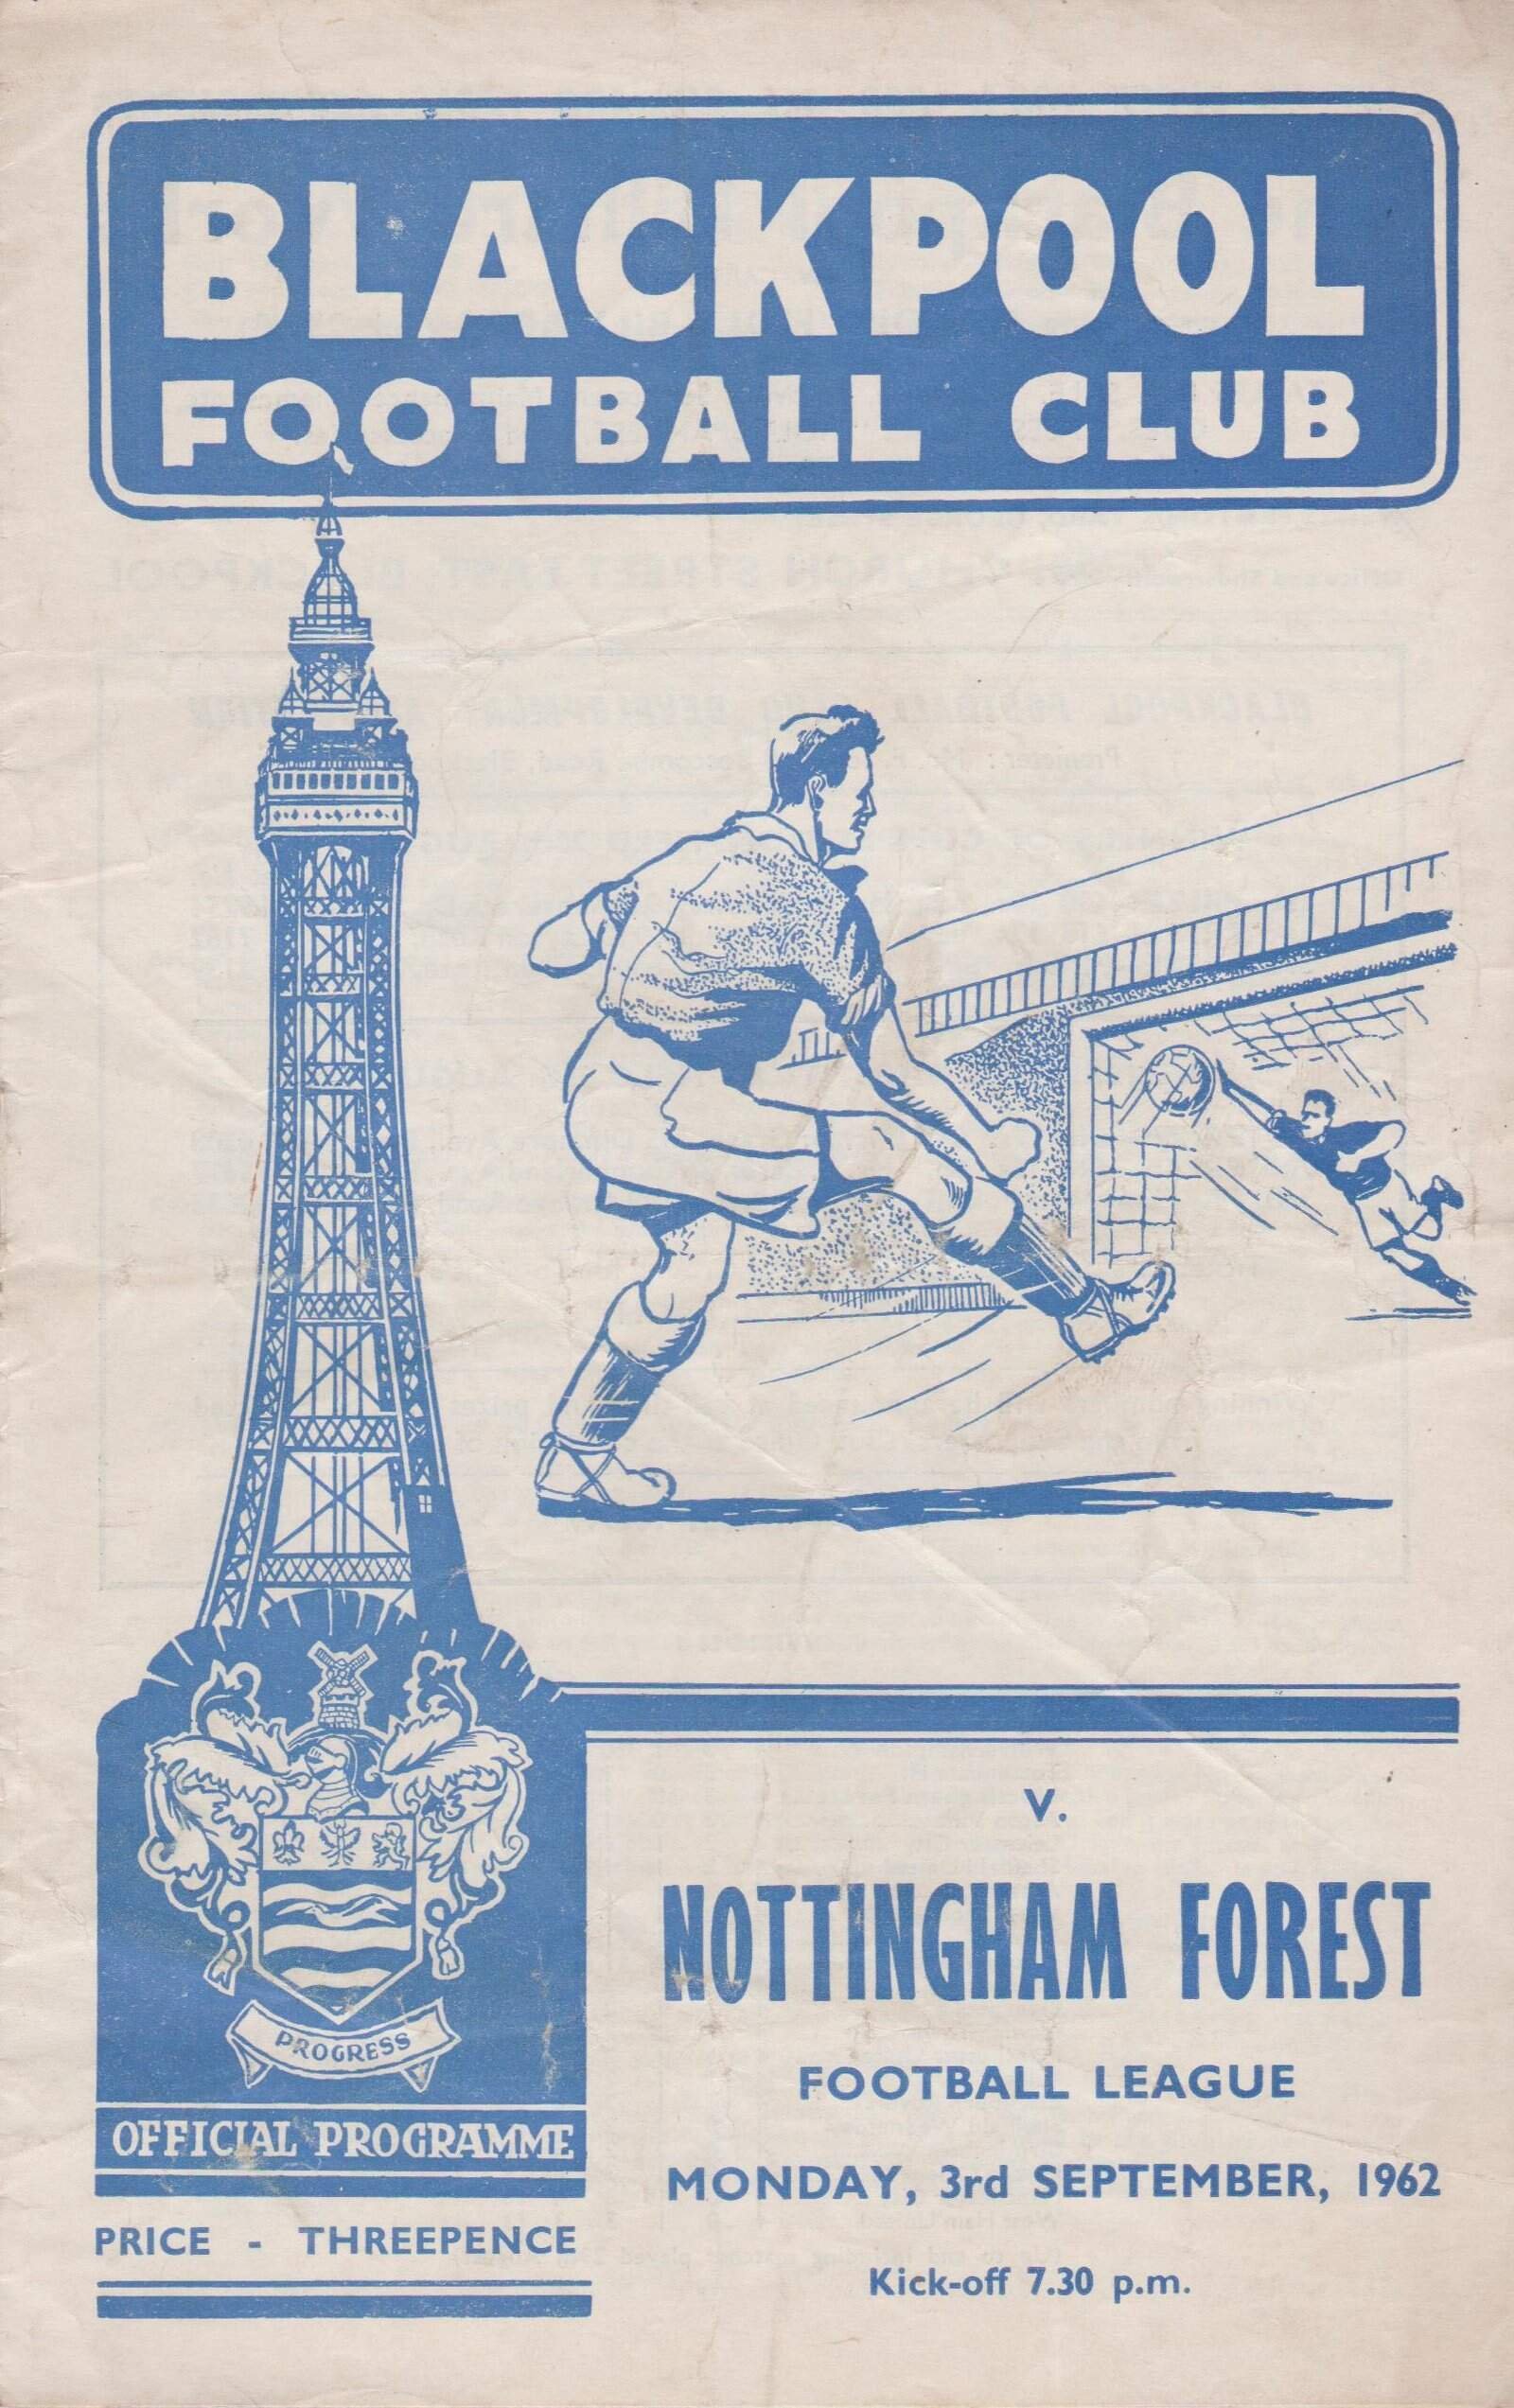 BLACKPOOL
FOOTBALL CLUB
V.
NOTTINGHAM FOREST
FOOTBALL LEAGUE
MONDAY, 3rd SEPTEMBER, 1962
Kick-off 7.30 p.m.
PROGRESS
OFFICIAL PROGRAMME
PRICE - THREEPENCE